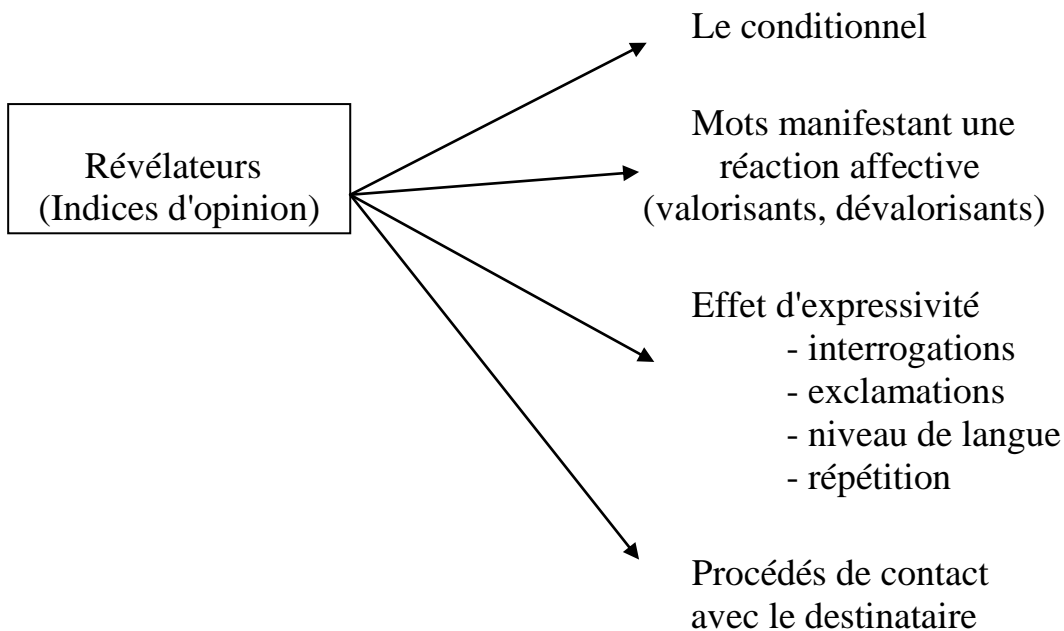 Révélateurs
(Indices d'opinion)
Le conditionnel
Mots manifestant une
réaction affective
(valorisants, dévalorisants)
Effet d'expressivité
- interrogations
- exclamations
- niveau de langue
- répétition
Procédés de contact
avec le destinataire